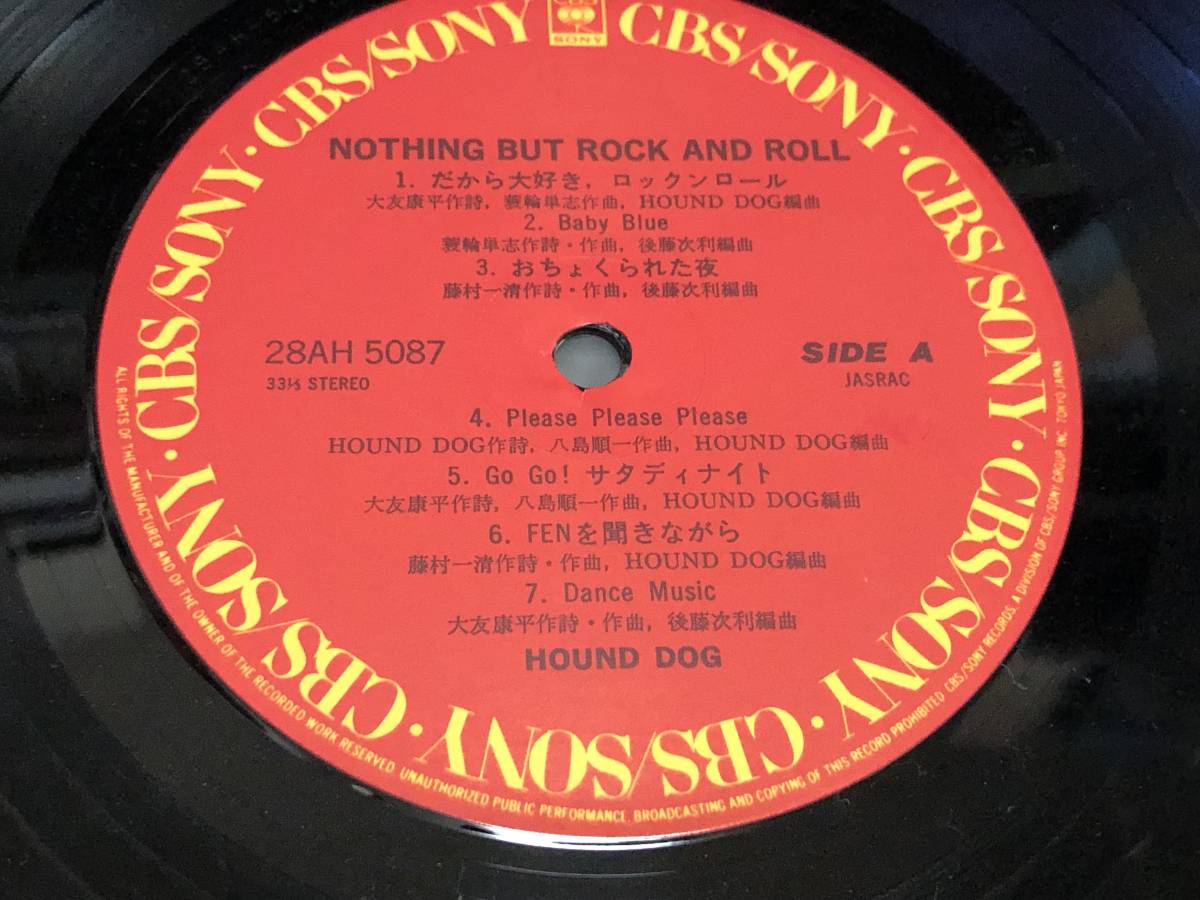 CBS
SONY
CBS/SONY · CBS/SONY · CBS/SONY · CBS/SONY · CBS/SONY · CBS/SONY · CBS/SONY · CBS/SONY
NOTHING BUT ROCK AND ROLL
1. だから大好き, ロックンロール
大友康平作詩, 蓑輪単志作曲, HOUND DOG編曲
2. Baby Blue
蓑輪単志作詩・作曲, 後藤次利編曲
3. おちょくられた夜
藤村一清作詩・作曲, 後藤次利編曲
28AH 5087
33⅓ STEREO
SIDE A
JASRAC
4. Please Please Please
HOUND DOG作詩, 八島順一作曲, HOUND DOG編曲
5. Go Go! サタディナイト
大友康平作詩, 八島順一作曲, HOUND DOG編曲
6. FENを聞きながら
藤村一清作詩・作曲, HOUND DOG編曲
7. Dance Music
大友康平作詩・作曲, 後藤次利編曲
HOUND DOG
ALL RIGHTS OF THE MANUFACTURER AND OF THE OWNER OF THE RECORDED WORK RESERVED. UNAUTHORIZED PUBLIC PERFORMANCE, BROADCASTING AND COPYING OF THIS RECORD PROHIBITED CBS/SONY RECORDS. A DIVISION OF CBS/SONY GROUP INC. TOKYO JAPAN